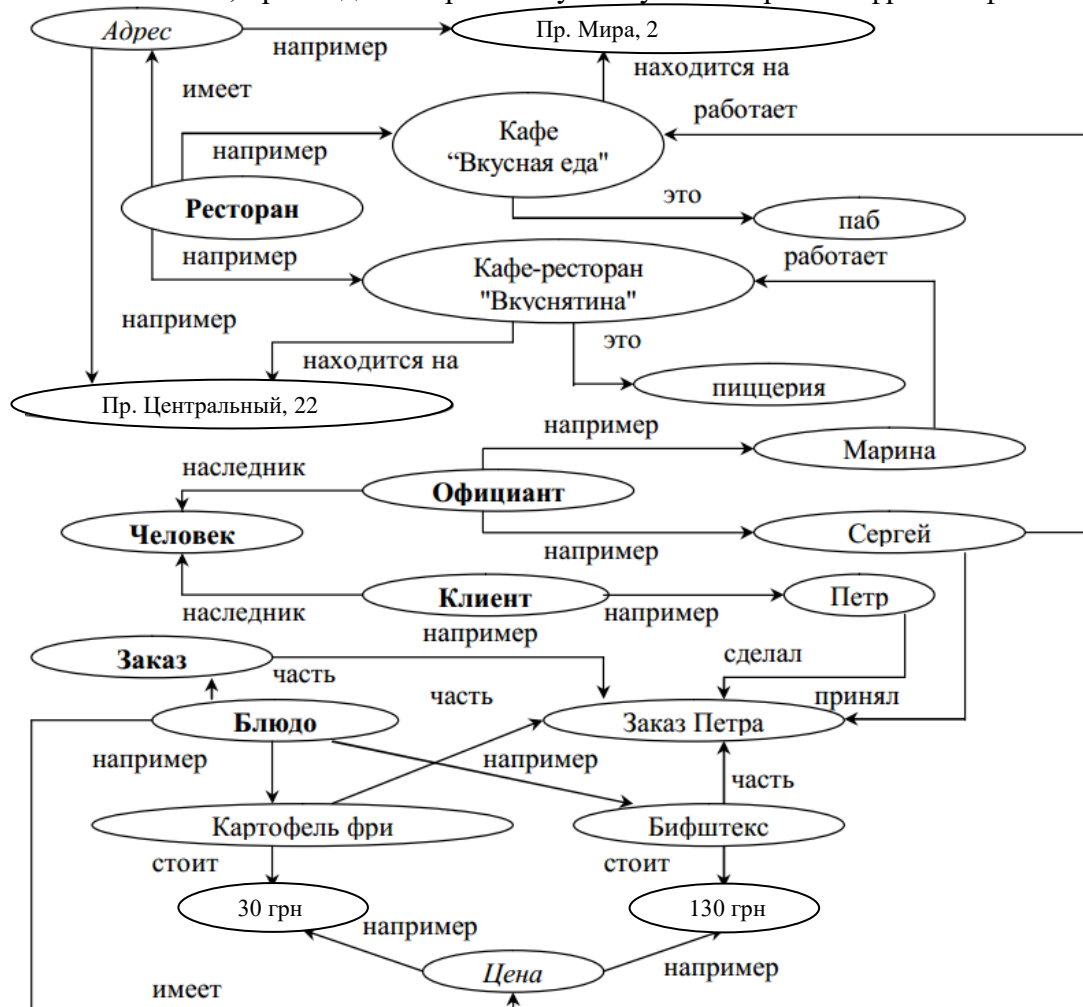 Адрес
например
Пр. Мира, 2
находится на
имеет
работает
Кафе
“Вкусная еда"
например
Ресторан
это
паб
например
Кафе-ресторан
"Вкуснятина"
работает
например
находится на
это
пиццерия
Пр. Центральный, 22
например
Марина
наследник
Официант
Человек
например
Сергей
наследник
Клиент
например
Петр
например
Заказ
часть
сделал
часть
принял
Блюдо
Заказ Петра
например
например
часть
Картофель фри
Бифштекс
стоит
стоит
30 грн
130 грн
например
Цена
например
имеет